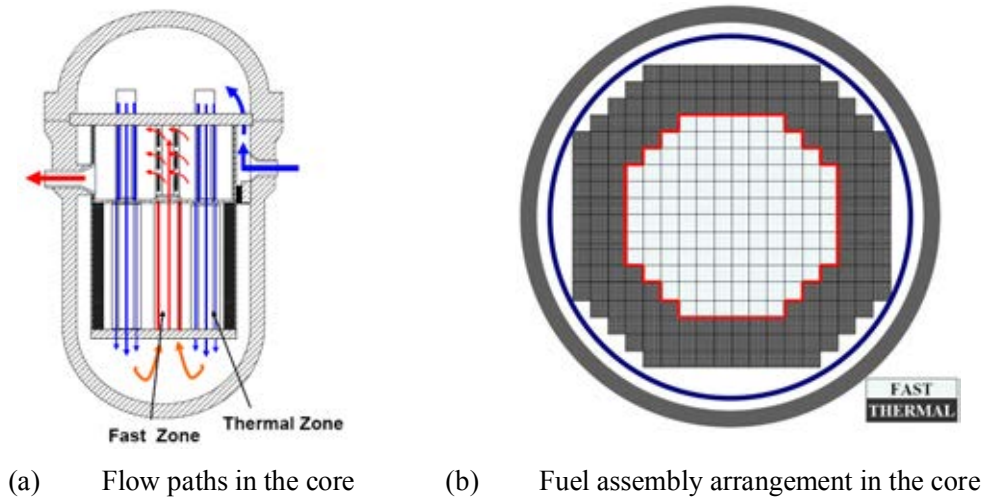 Fast Zone
Thermal Zone
FAST
THERMAL
(a) Flow paths in the core
(b) Fuel assembly arrangement in the core